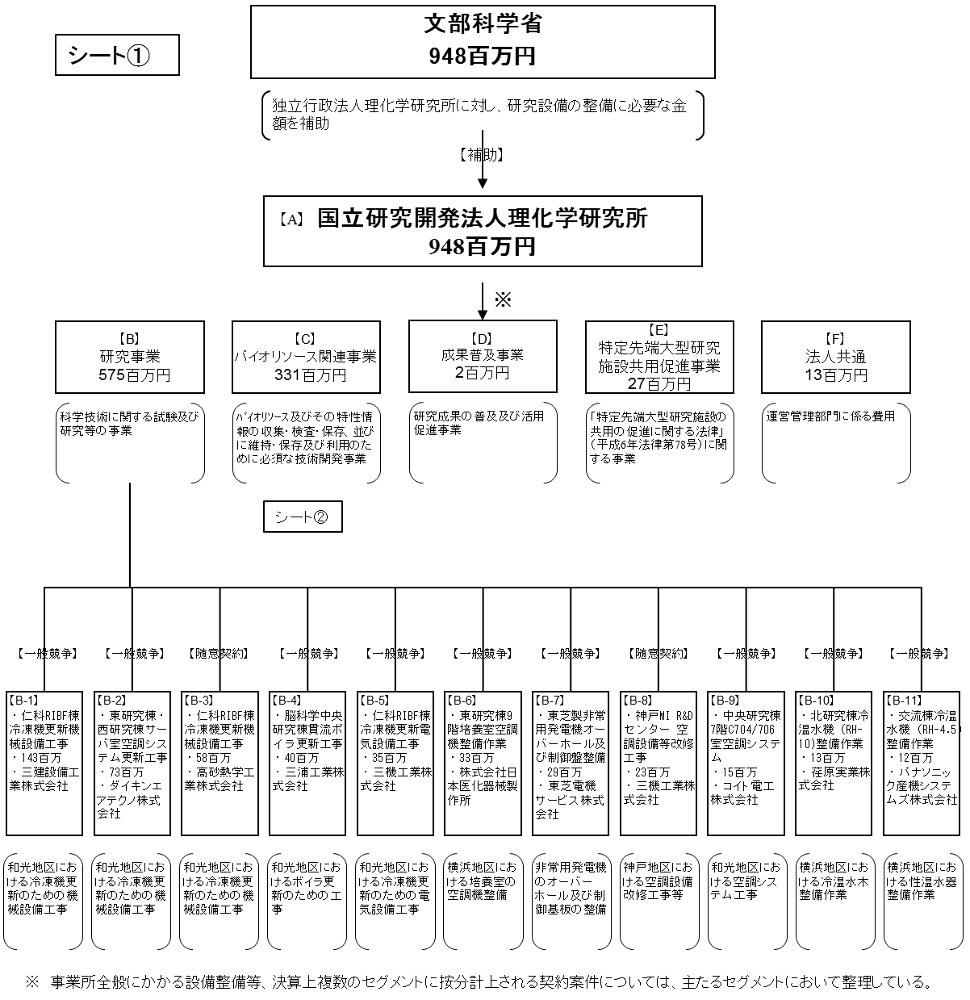 文部科学省
948百万円
シート①
独立行政法人理化学研究所に対し、研究設備の整備に必要な金
額を補助
【補助】
【A】 国立研究開発法人理化学研究所
948百万円
※
【B】
研究事業
575百万円
【C】
バイオリソース関連事業
331百万円
【D】
成果普及事業
2百万円
【E】
特定先端大型研究
施設共用促進事業
27百万円
【F】
法人共通
13百万円
科学技術に関する試験及び
研究等の事業
ﾊﾞｲｵﾘｿｰｽ及びその特性情
報の収集・検査・保存、並び
に維持・保存及び利用のた
めに必須な技術開発事業
研究成果の普及及び活用
促進事業
「特定先端大型研究施設の
共用の促進に関する法律」
（平成6年法律第78号）に関
する事業
運営管理部門に係る費用
シート②
【一般競争】
【一般競争】
【随意契約】
【一般競争】
【一般競争】
【一般競争】
【一般競争】
【随意契約】
【一般競争】
【一般競争】
【一般競争】
【B-1】
・仁科RIBF棟
冷凍機更新機
械設備工事
・143百万
・三建設備工
業株式会社
【B-2】
・東研究棟・
西研究棟サー
バ室空調シス
テム更新工事
・73百万
・ダイキンエ
アテクノ株式
会社
【B-3】
・仁科RIBF棟
冷凍機更新機
械設備工事
・58百万
・高砂熱学工
業株式会社
【B-4】
・脳科学中央
研究棟貫流ボ
イラ更新工事
・40百万
・三浦工業株
式会社
【B-5】
・仁科RIBF棟
冷凍機更新電
気設備工事
・35百万
・三機工業株
式会社
【B-6】
・東研究棟9
階培養室空調
機整備作業
・33百万
・株式会社日
本医化器械製
作所
【B-7】
・東芝製非常
用発電機オー
バーホール及
び制御盤整備
・29百万
・東芝電機
サービス株式
会社
【B-8】
・神戸MI R&D
センター 空
調設備等改修
工事
・23百万
・三機工業株
式会社
【B-9】
・中央研究棟
7階C704/706
室空調システ
ム
・15百万
・コイト電工
株式会社
【B-10】
・北研究棟冷
温水機（RH-
10)整備作業
・13百万
・荏原実業株
式会社
【B-11】
・交流棟冷温
水機（RH-4.5)
整備作業
・12百万
・パナソニッ
ク産機システ
ムズ株式会社
和光地区にお
ける冷凍機更
新のための機
械設備工事
和光地区にお
ける冷凍機更
新のための機
械設備工事
和光地区にお
ける冷凍機更
新のための機
械設備工事
和光地区にお
けるボイラ更
新のための工
事
和光地区にお
ける冷凍機更
新のための電
気設備工事
横浜地区にお
ける培養室の
空調機整備
非常用発電機
のオーバー
ホール及び制
御基板の整備
神戸地区にお
ける空調設備
改修工事等
和光地区にお
ける空調シス
テム工事
横浜地区にお
ける冷温水木
整備作業
横浜地区にお
ける性温水器
整備作業
※　事業所全般にかかる設備整備等、決算上複数のセグメントに按分計上される契約案件については、主たるセグメントにおいて整理している。